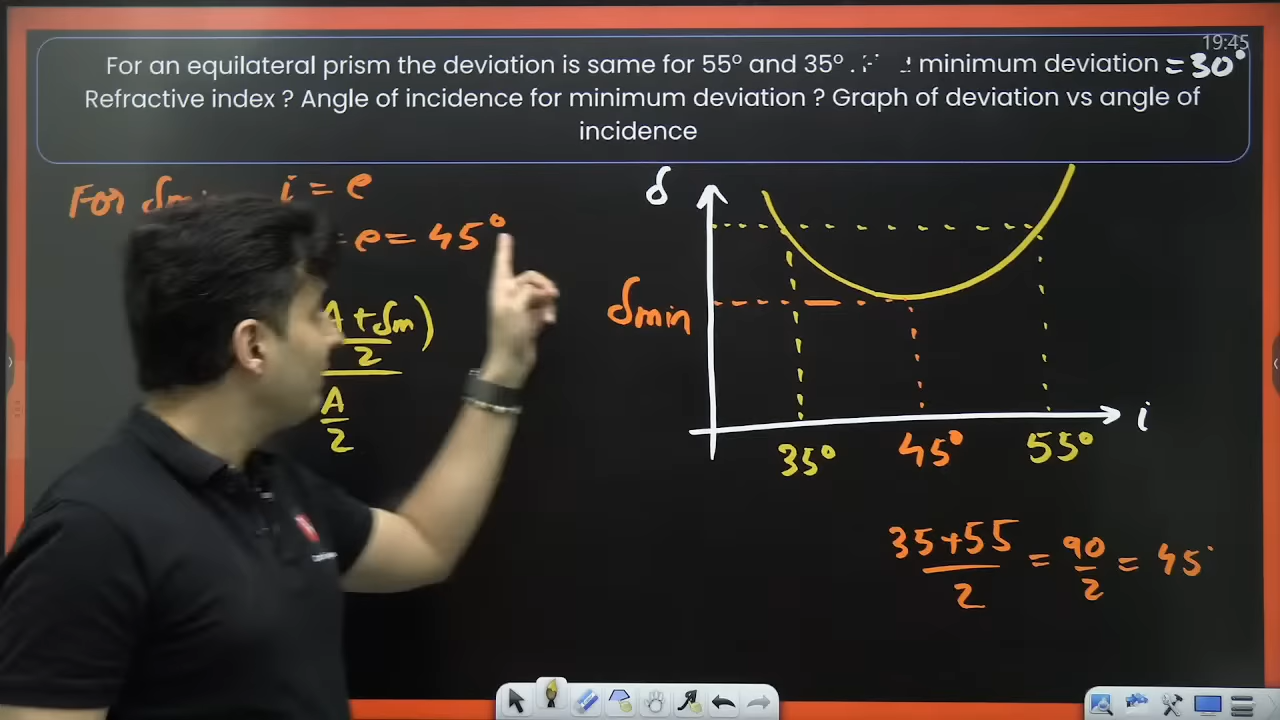 19:45
For an equilateral prism the deviation is same for 55° and 35° . minimum deviation = 30°
Refractive index ? Angle of incidence for minimum deviation ? Graph of deviation vs angle of
incidence
For i = e
= e = 45°
A + δm)
2
A
2
δ
δmin
i
35° 45° 55°
35+55
2
= 90
2
= 45